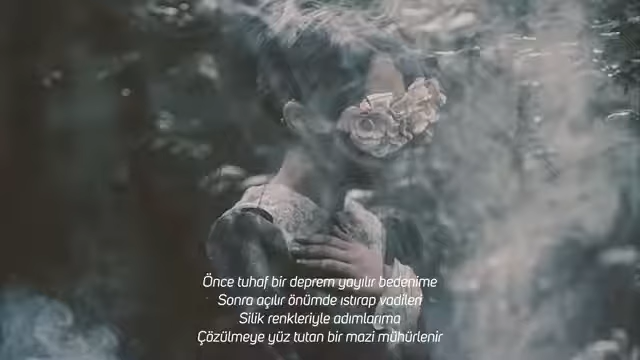 Önce tuhaf bir deprem yayılır bedenime
Sonra açılır önümde ıstırap vadileri
Silik renkleriyle adımlarıma
Çözülmeye yüz tutan bir mazi mühürlenir